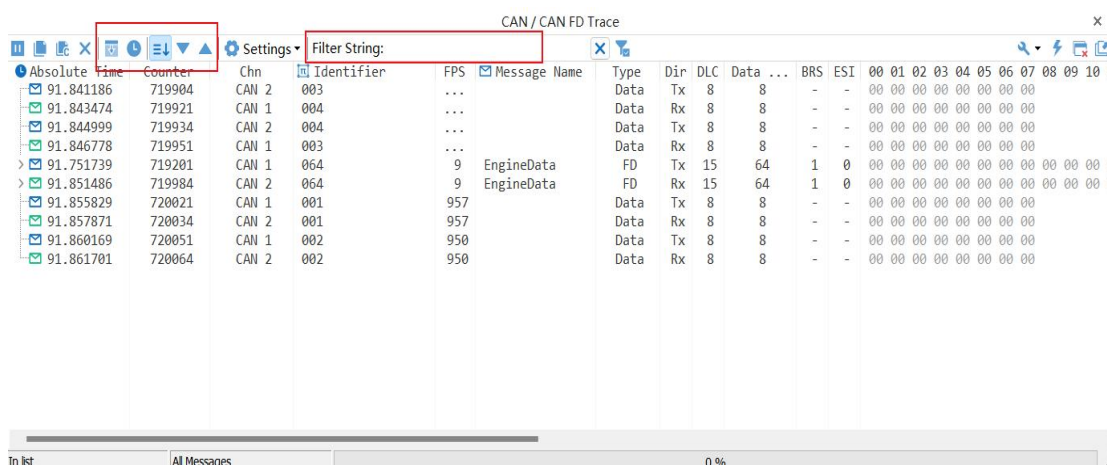 CAN / CAN FD Trace
Settings Filter String:
Absolute Time Counter Chn Identifier FPS Message Name Type Dir DLC Data ... BRS ESI 00 01 02 03 04 05 06 07 08 09 10
91.841186 719904 CAN 2 003 ... Data Tx 8 8 - - 00 00 00 00 00 00 00 00
91.843474 719921 CAN 1 004 ... Data Rx 8 8 - - 00 00 00 00 00 00 00 00
91.844999 719934 CAN 2 004 ... Data Tx 8 8 - - 00 00 00 00 00 00 00 00
91.846778 719951 CAN 1 003 ... Data Rx 8 8 - - 00 00 00 00 00 00 00 00
91.751739 719201 CAN 1 064 9 EngineData FD Tx 15 64 1 0 00 00 00 00 00 00 00 00 00 00 00
91.851486 719984 CAN 2 064 9 EngineData FD Rx 15 64 1 0 00 00 00 00 00 00 00 00 00 00 00
91.855829 720021 CAN 1 001 957 Data Tx 8 8 - - 00 00 00 00 00 00 00 00
91.857871 720034 CAN 2 001 957 Data Rx 8 8 - - 00 00 00 00 00 00 00 00
91.860169 720051 CAN 1 002 950 Data Tx 8 8 - - 00 00 00 00 00 00 00 00
91.861701 720064 CAN 2 002 950 Data Rx 8 8 - - 00 00 00 00 00 00 00 00
In list All Messages 0 %